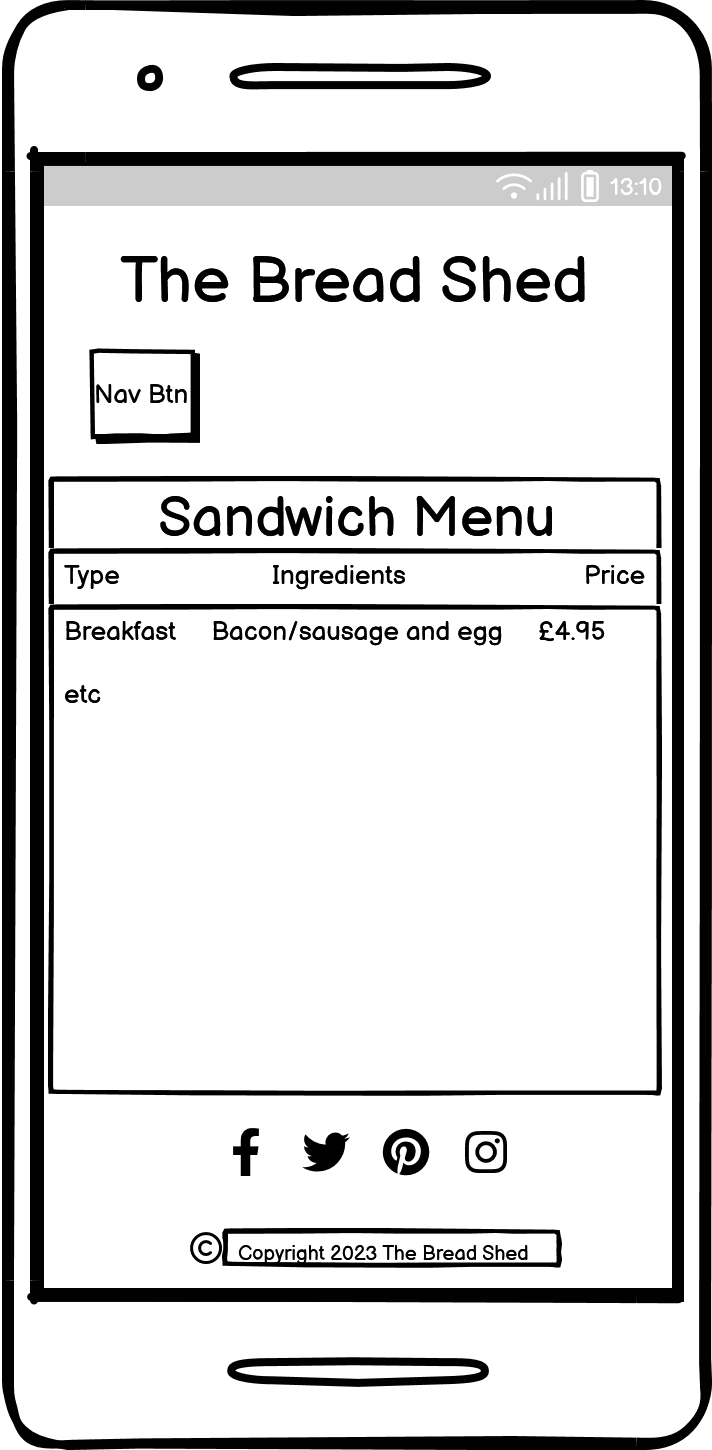 13:10
The Bread Shed
Nav Btn
Sandwich Menu
Type Ingredients Price
Breakfast Bacon/sausage and egg £4.95
etc
© Copyright 2023 The Bread Shed